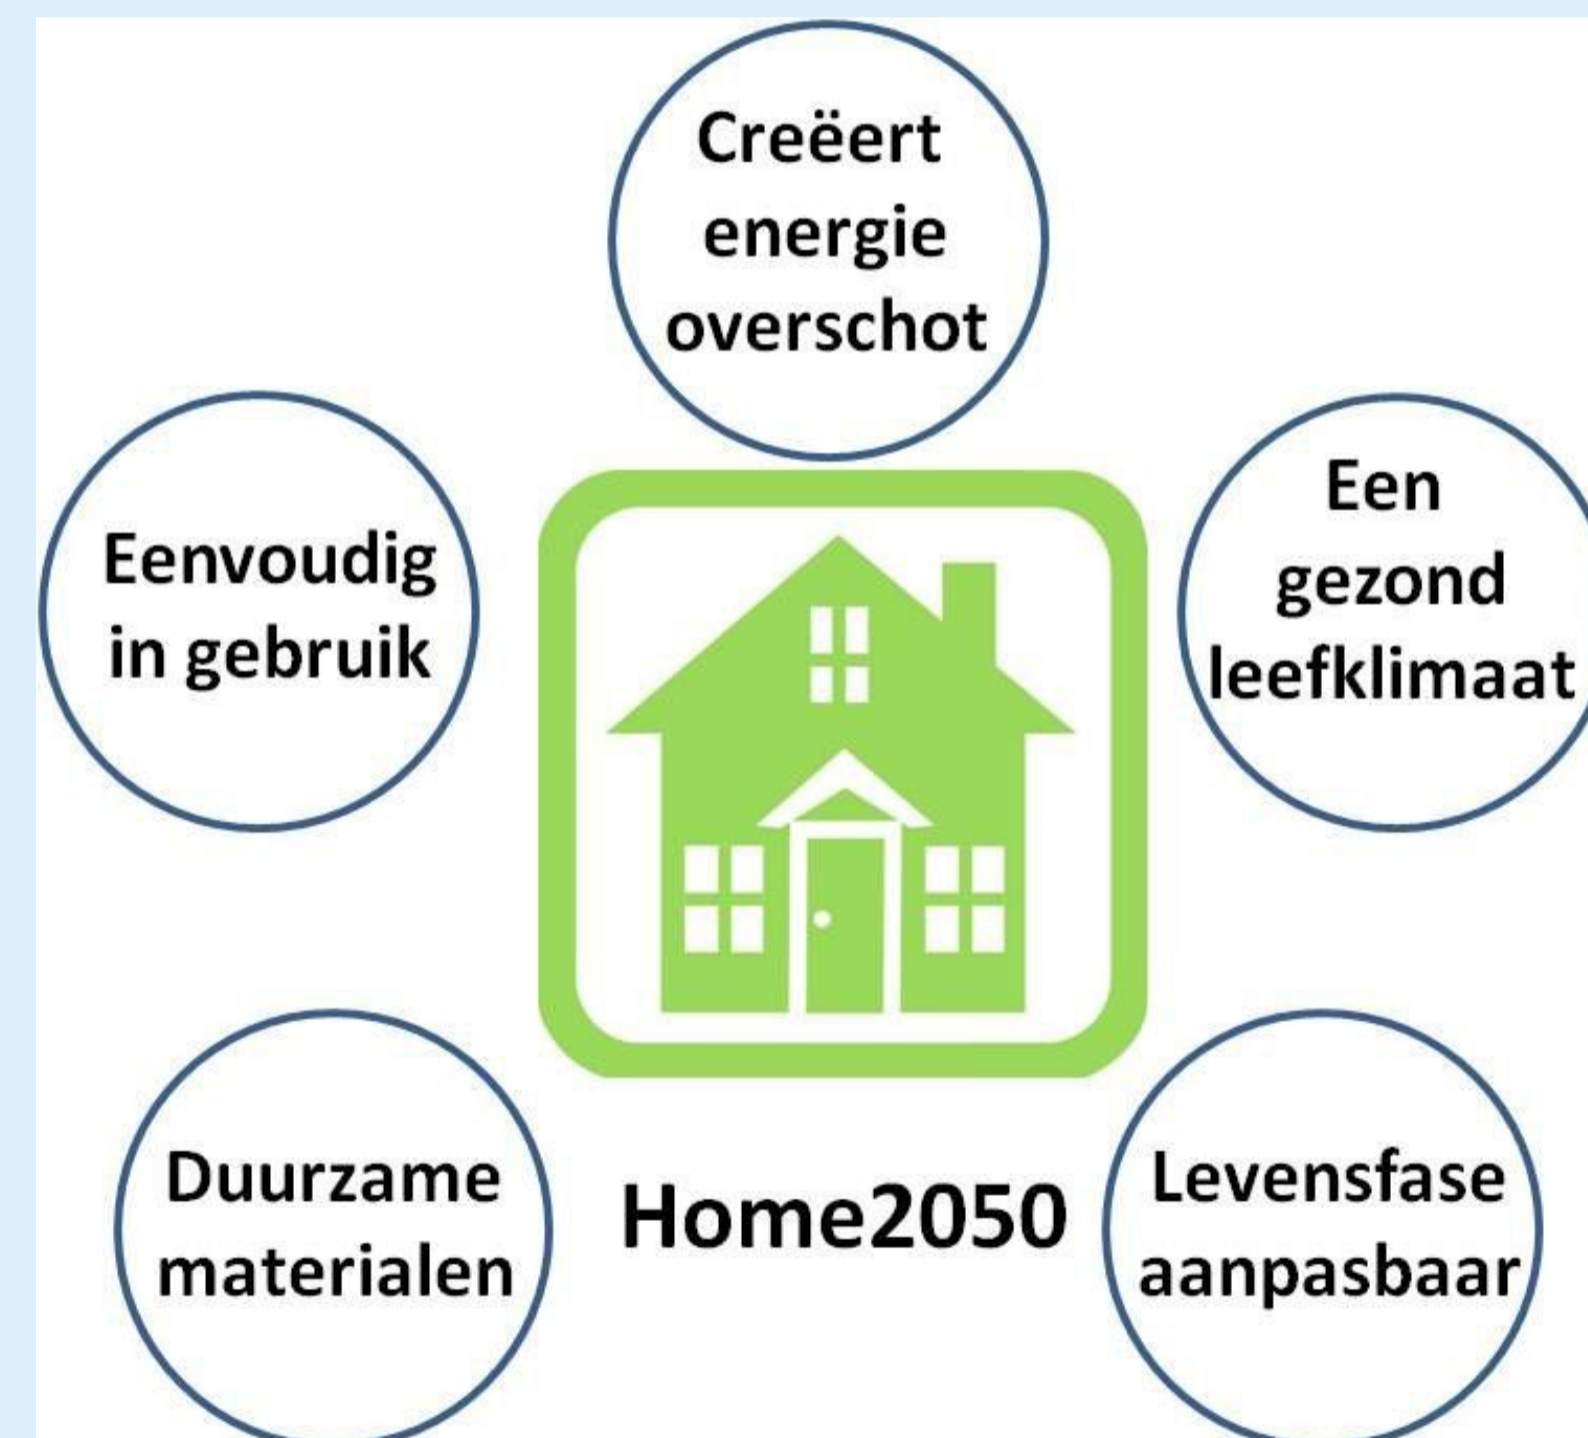 Creëert
energie
overschot
Eenvoudig
in gebruik
Een
gezond
leefklimaat
Duurzame
materialen
Home2050
Levensfase
aanpasbaar